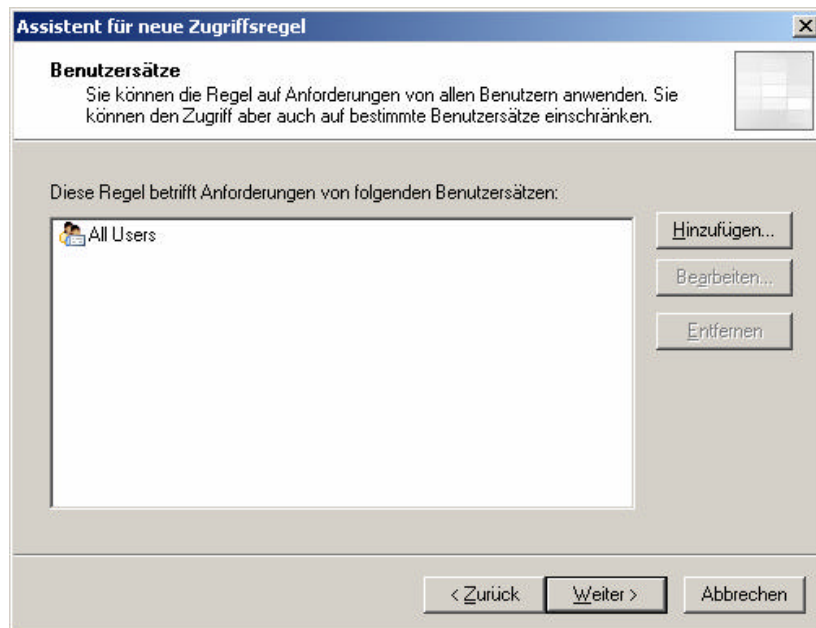 Assistent für neue Zugriffsregel
Benutzersätze
Sie können die Regel auf Anforderungen von allen Benutzern anwenden. Sie
können den Zugriff aber auch auf bestimmte Benutzersätze einschränken.
Diese Regel betrifft Anforderungen von folgenden Benutzersätzen:
All Users
Hinzufügen...
Bearbeiten...
Entfernen
< Zurück
Weiter >
Abbrechen